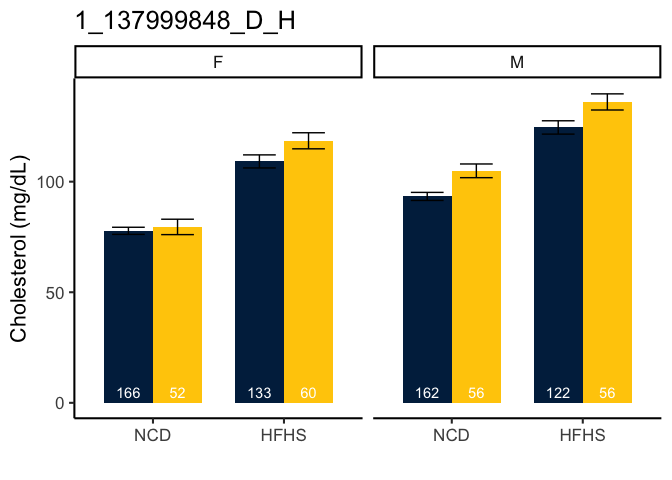 1_137999848_D_H
F M
Cholesterol (mg/dL)
100
50
0
166 52 133 60 162 56 122 56
NCD HFHS NCD HFHS